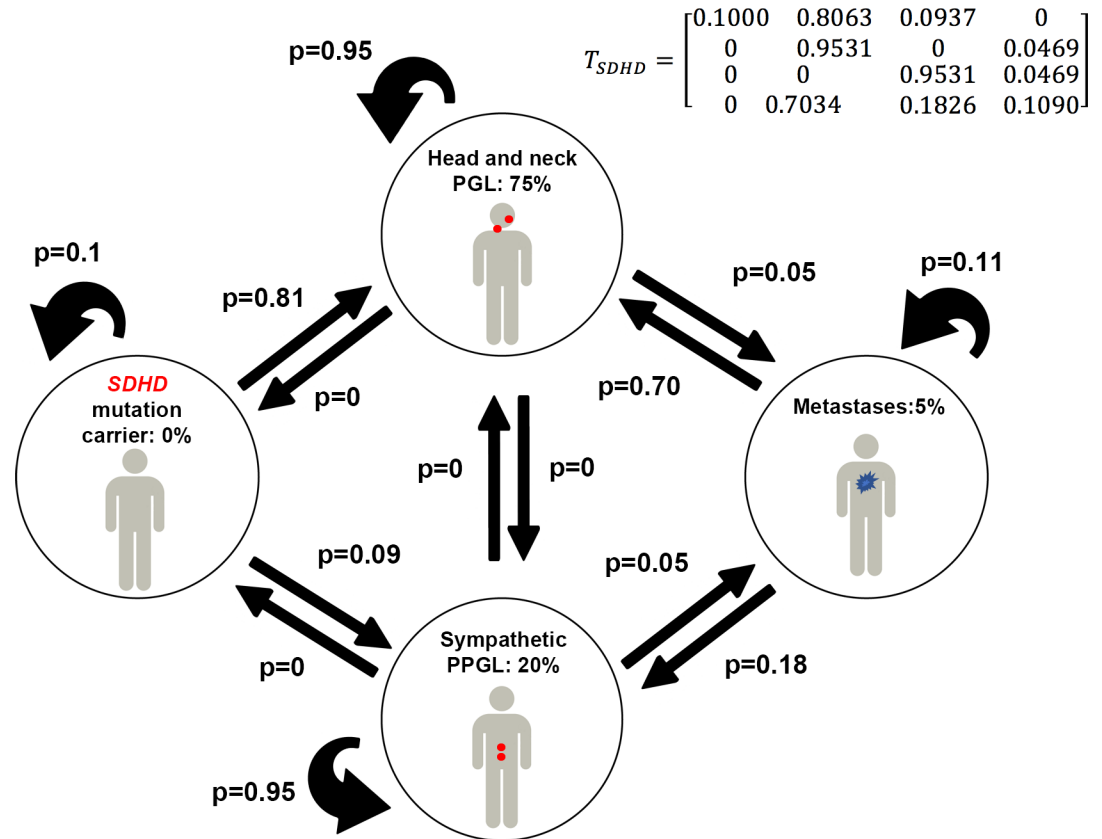 p=0.95
T_SDHD =
0.1000 0.8063 0.0937 0
0 0.9531 0 0.0469
0 0 0.9531 0.0469
0 0.7034 0.1826 0.1090
Head and neck
PGL: 75%
p=0.1
p=0.81
p=0.05
p=0.11
p=0
p=0.70
SDHD
mutation
carrier: 0%
Metastases:5%
p=0
p=0
p=0.09
p=0.05
Sympathetic
PPGL: 20%
p=0
p=0.18
p=0.95